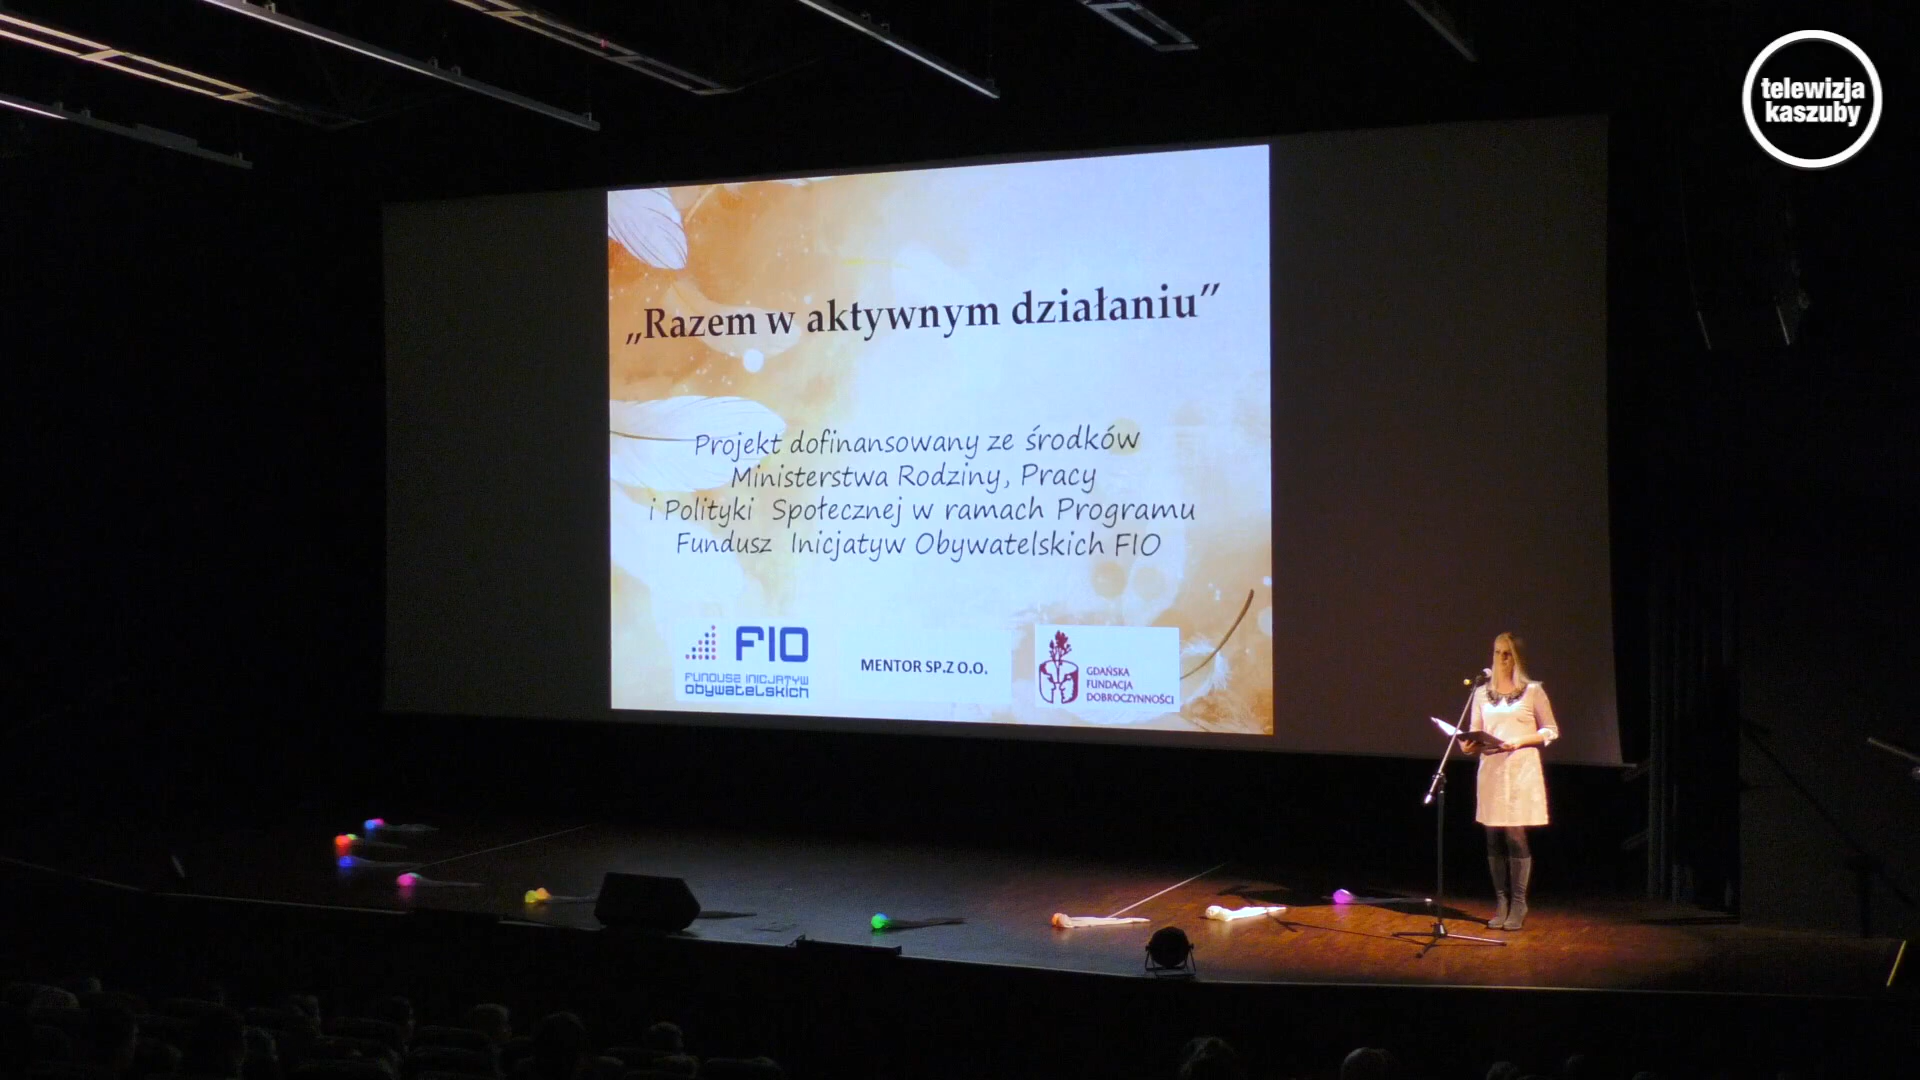 telewizja
kaszuby
„Razem w aktywnym działaniu”
Projekt dofinansowany ze środków
Ministerstwa Rodziny, Pracy
i Polityki Społecznej w ramach Programu
Fundusz Inicjatyw Obywatelskich FIO
FIO
FUNDUSZ INICJATYW
obywatelskich
MENTOR SP.Z O.O.
GDAŃSKA
FUNDACJA
DOBROCZYNNOŚCI